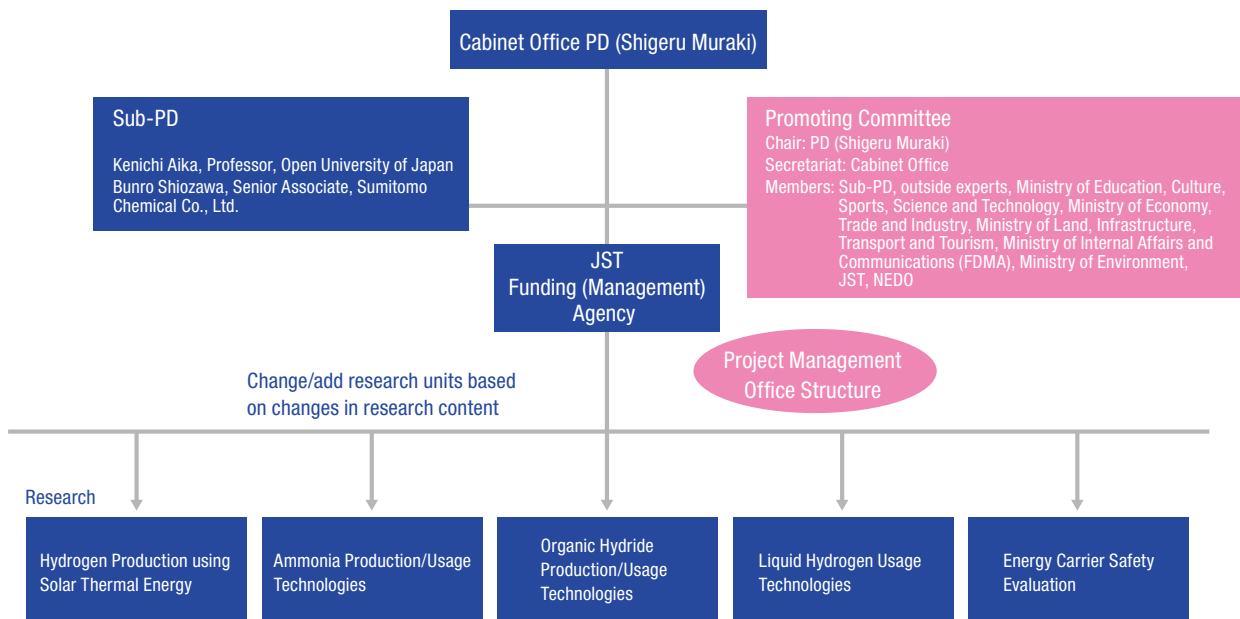 Cabinet Office PD (Shigeru Muraki)
Sub-PD
Kenichi Aika, Professor, Open University of Japan
Bunro Shiozawa, Senior Associate, Sumitomo
Chemical Co., Ltd.
Promoting Committee
Chair: PD (Shigeru Muraki)
Secretariat: Cabinet Office
Members: Sub-PD, outside experts, Ministry of Education, Culture,
Sports, Science and Technology, Ministry of Economy,
Trade and Industry, Ministry of Land, Infrastructure,
Transport and Tourism, Ministry of Internal Affairs and
Communications (FDMA), Ministry of Environment,
JST, NEDO
JST
Funding (Management)
Agency
Project Management
Office Structure
Change/add research units based
on changes in research content
Research
Hydrogen Production using
Solar Thermal Energy
Ammonia Production/Usage
Technologies
Organic Hydride
Production/Usage
Technologies
Liquid Hydrogen Usage
Technologies
Energy Carrier Safety
Evaluation